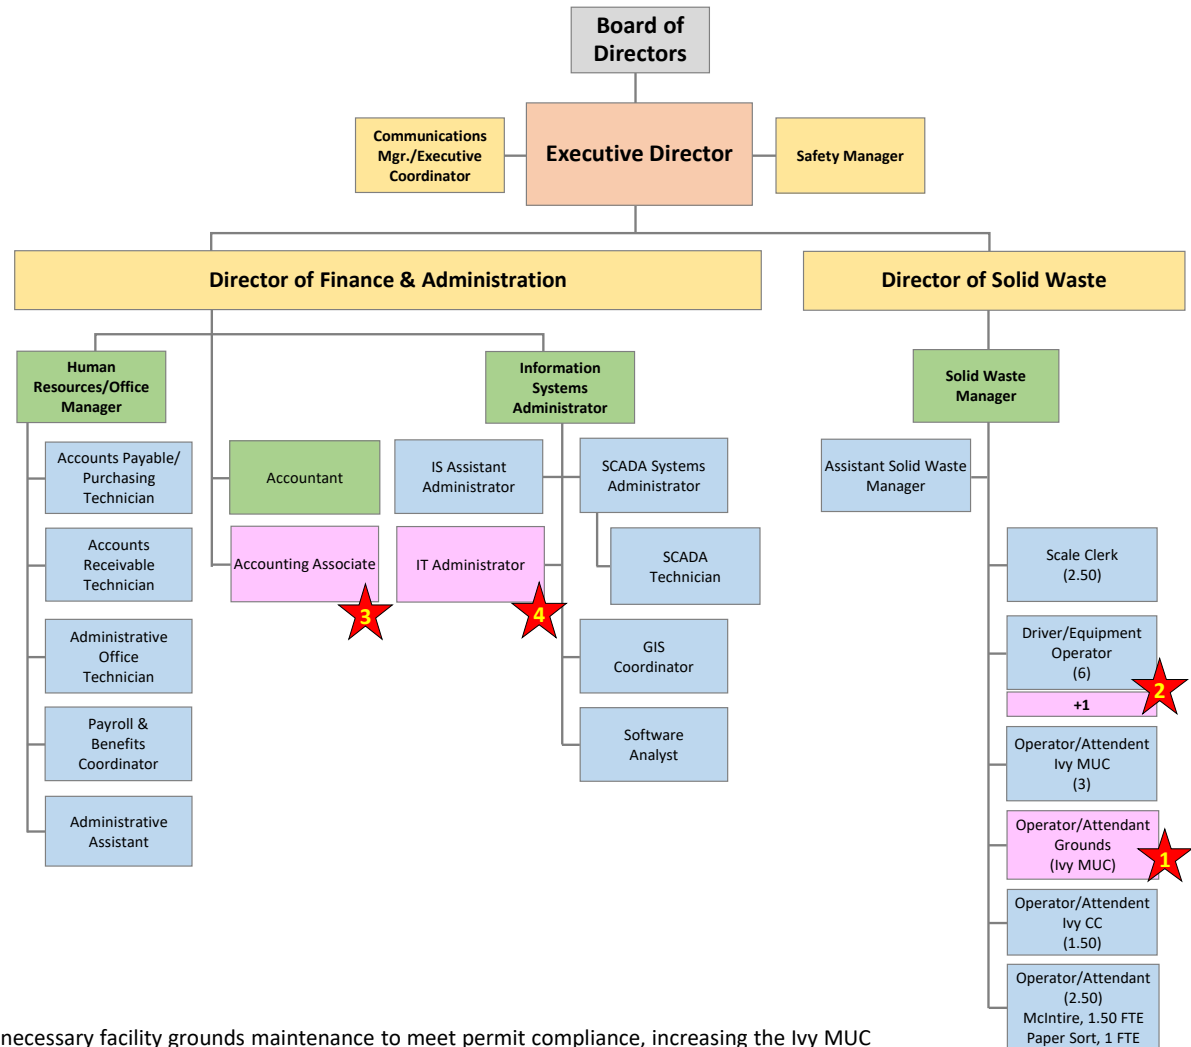 Board of
Directors
Communications
Mgr./Executive
Coordinator
Executive Director
Safety Manager
Director of Finance & Administration
Director of Solid Waste
Human
Resources/Office
Manager
Information
Systems
Administrator
Solid Waste
Manager
Accounts Payable/
Purchasing
Technician
Accountant
IS Assistant
Administrator
SCADA Systems
Administrator
Assistant Solid Waste
Manager
Accounts
Receivable
Technician
Accounting Associate
3
IT Administrator
4
SCADA
Technician
Scale Clerk
(2.50)
Administrative
Office
Technician
GIS
Coordinator
Driver/Equipment
Operator
(6)
2
+1
Payroll &
Benefits
Coordinator
Software
Analyst
Operator/Attendent
Ivy MUC
(3)
Administrative
Assistant
Operator/Attendant
Grounds
(Ivy MUC)
1
Operator/Attendent
Ivy CC
(1.50)
Operator/Attendant
(2.50)
McIntire, 1.50 FTE
Paper Sort, 1 FTE
necessary facility grounds maintenance to meet permit compliance, increasing the Ivy MUC